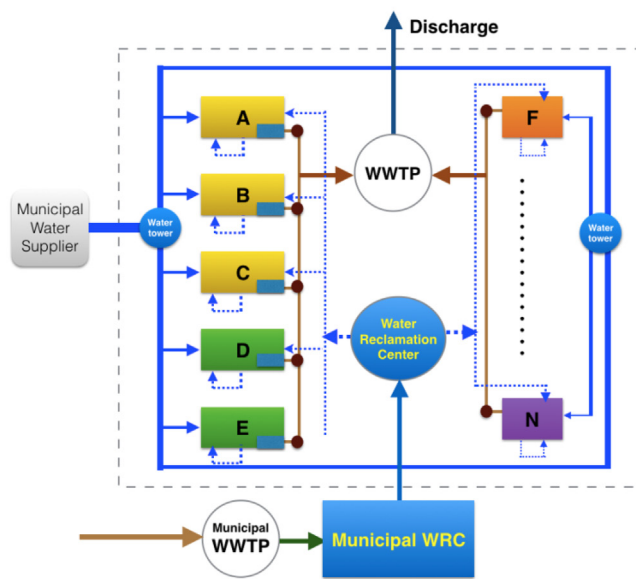 Discharge
A
F
WWTP
B
Municipal
Water
Supplier
Water
tower
Water
tower
C
Water
Reclamation
Center
D
E
N
Municipal
WWTP
Municipal WRC